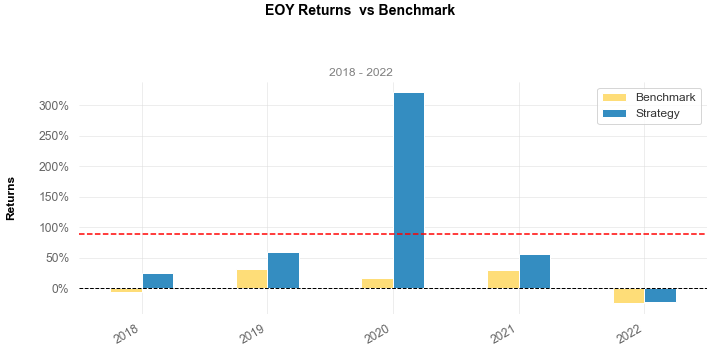 EOY Returns  vs Benchmark
2018 - 2022
Benchmark
Strategy
300%
250%
200%
150%
100%
50%
0%
Returns
2018
2019
2020
2021
2022